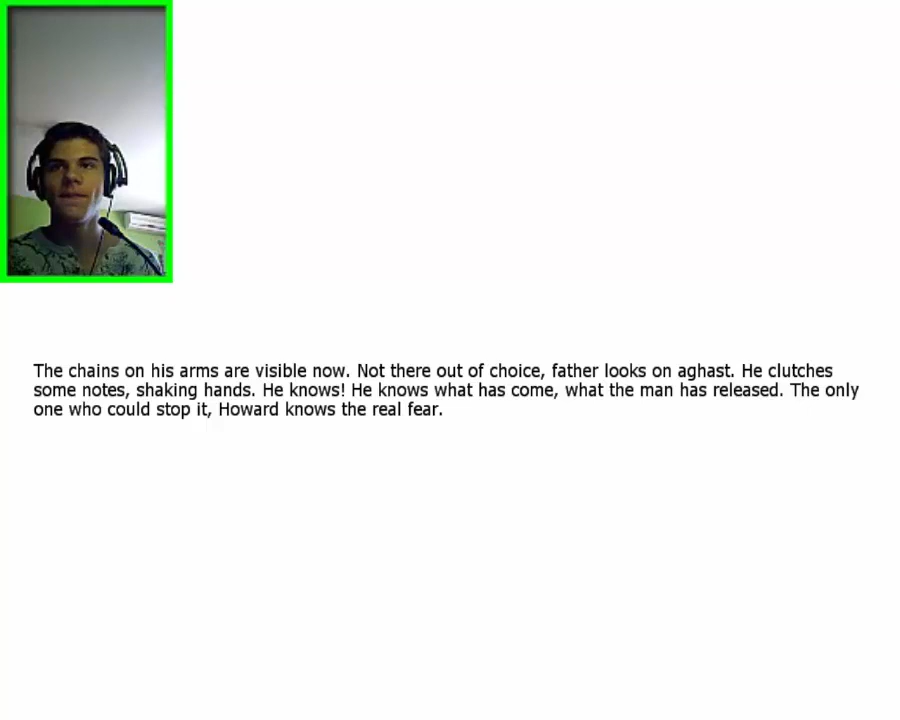 The chains on his arms are visible now. Not there out of choice, father looks on aghast. He clutches
some notes, shaking hands. He knows! He knows what has come, what the man has released. The only
one who could stop it, Howard knows the real fear.